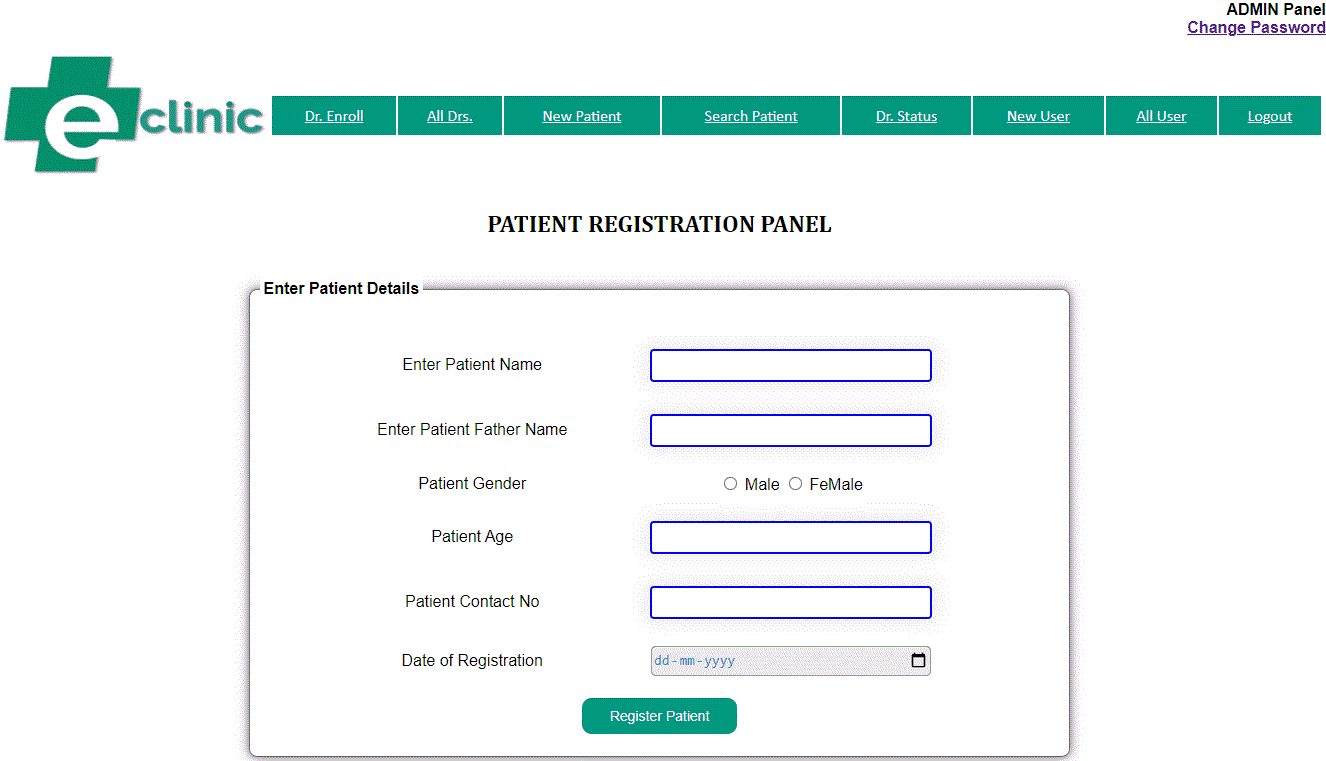 ADMIN Panel
Change Password
e clinic
Dr. Enroll All Drs. New Patient Search Patient Dr. Status New User All User Logout
PATIENT REGISTRATION PANEL
Enter Patient Details
Enter Patient Name
Enter Patient Father Name
Patient Gender Male FeMale
Patient Age
Patient Contact No
Date of Registration dd-mm-yyyy
Register Patient